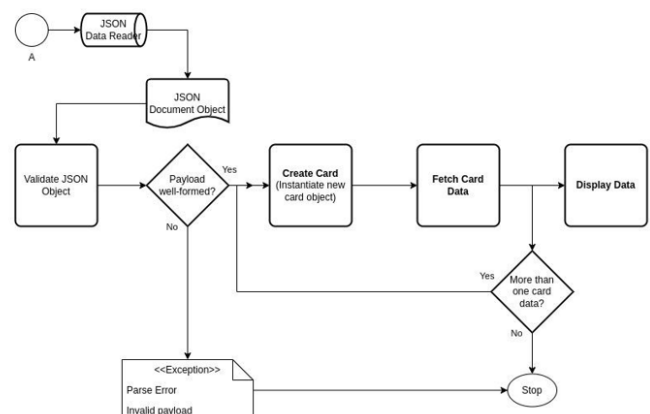 JSON
Data Reader
A
JSON
Document Object
Validate JSON
Object
Payload
well-formed?
Yes
No
Create Card
(Instantiate new
card object)
Fetch Card
Data
Display Data
More than
one card
data?
Yes
No
<<Exception>>
Parse Error
Invalid payload
Stop